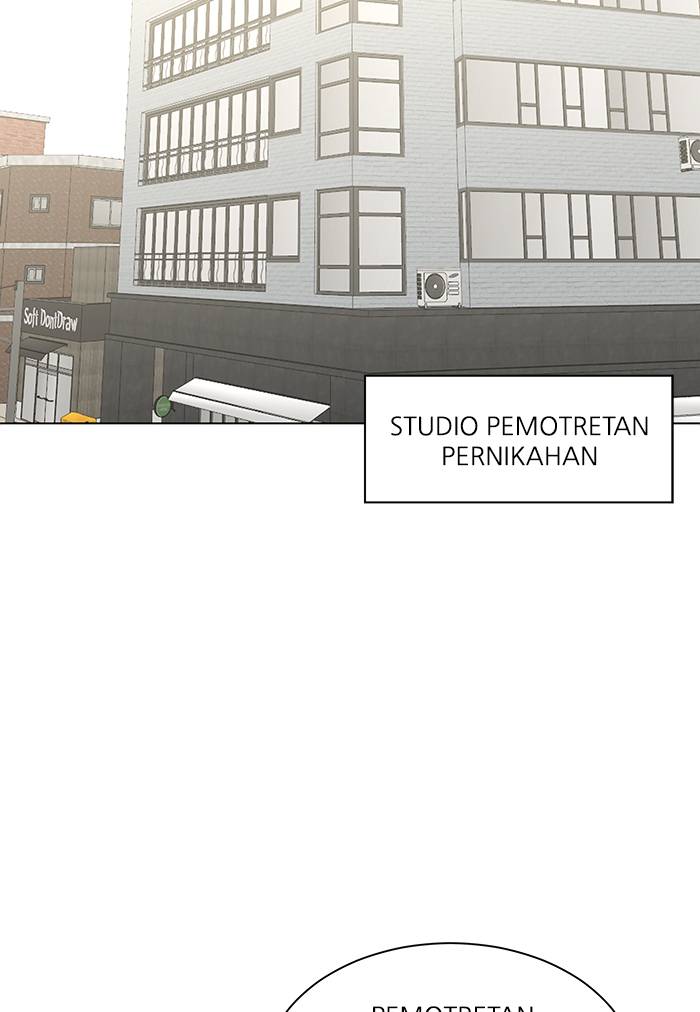 Soft DontDraw
STUDIO PEMOTRETAN
PERNIKAHAN
PEMOTRETAN